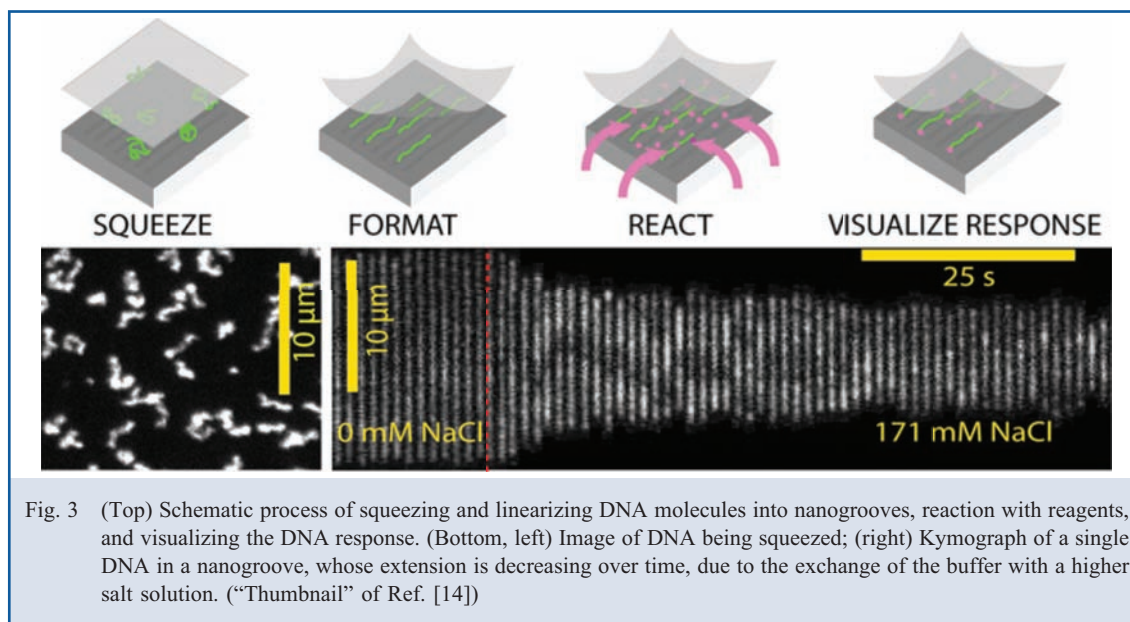 SQUEEZE
FORMAT
REACT
VISUALIZE RESPONSE
10 μm
10 μm
25 s
0 mM NaCl
171 mM NaCl
Fig. 3 (Top) Schematic process of squeezing and linearizing DNA molecules into nanogrooves, reaction with reagents,
and visualizing the DNA response. (Bottom, left) Image of DNA being squeezed; (right) Kymograph of a single
DNA in a nanogroove, whose extension is decreasing over time, due to the exchange of the buffer with a higher
salt solution. (“Thumbnail” of Ref. [14])